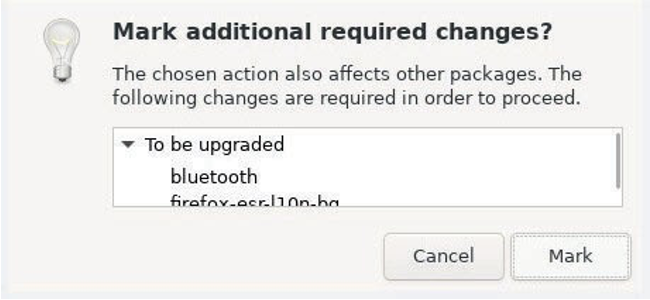 Mark additional required changes?
The chosen action also affects other packages. The
following changes are required in order to proceed.
To be upgraded
bluetooth
firefox-esr-l10n-bg
Cancel
Mark